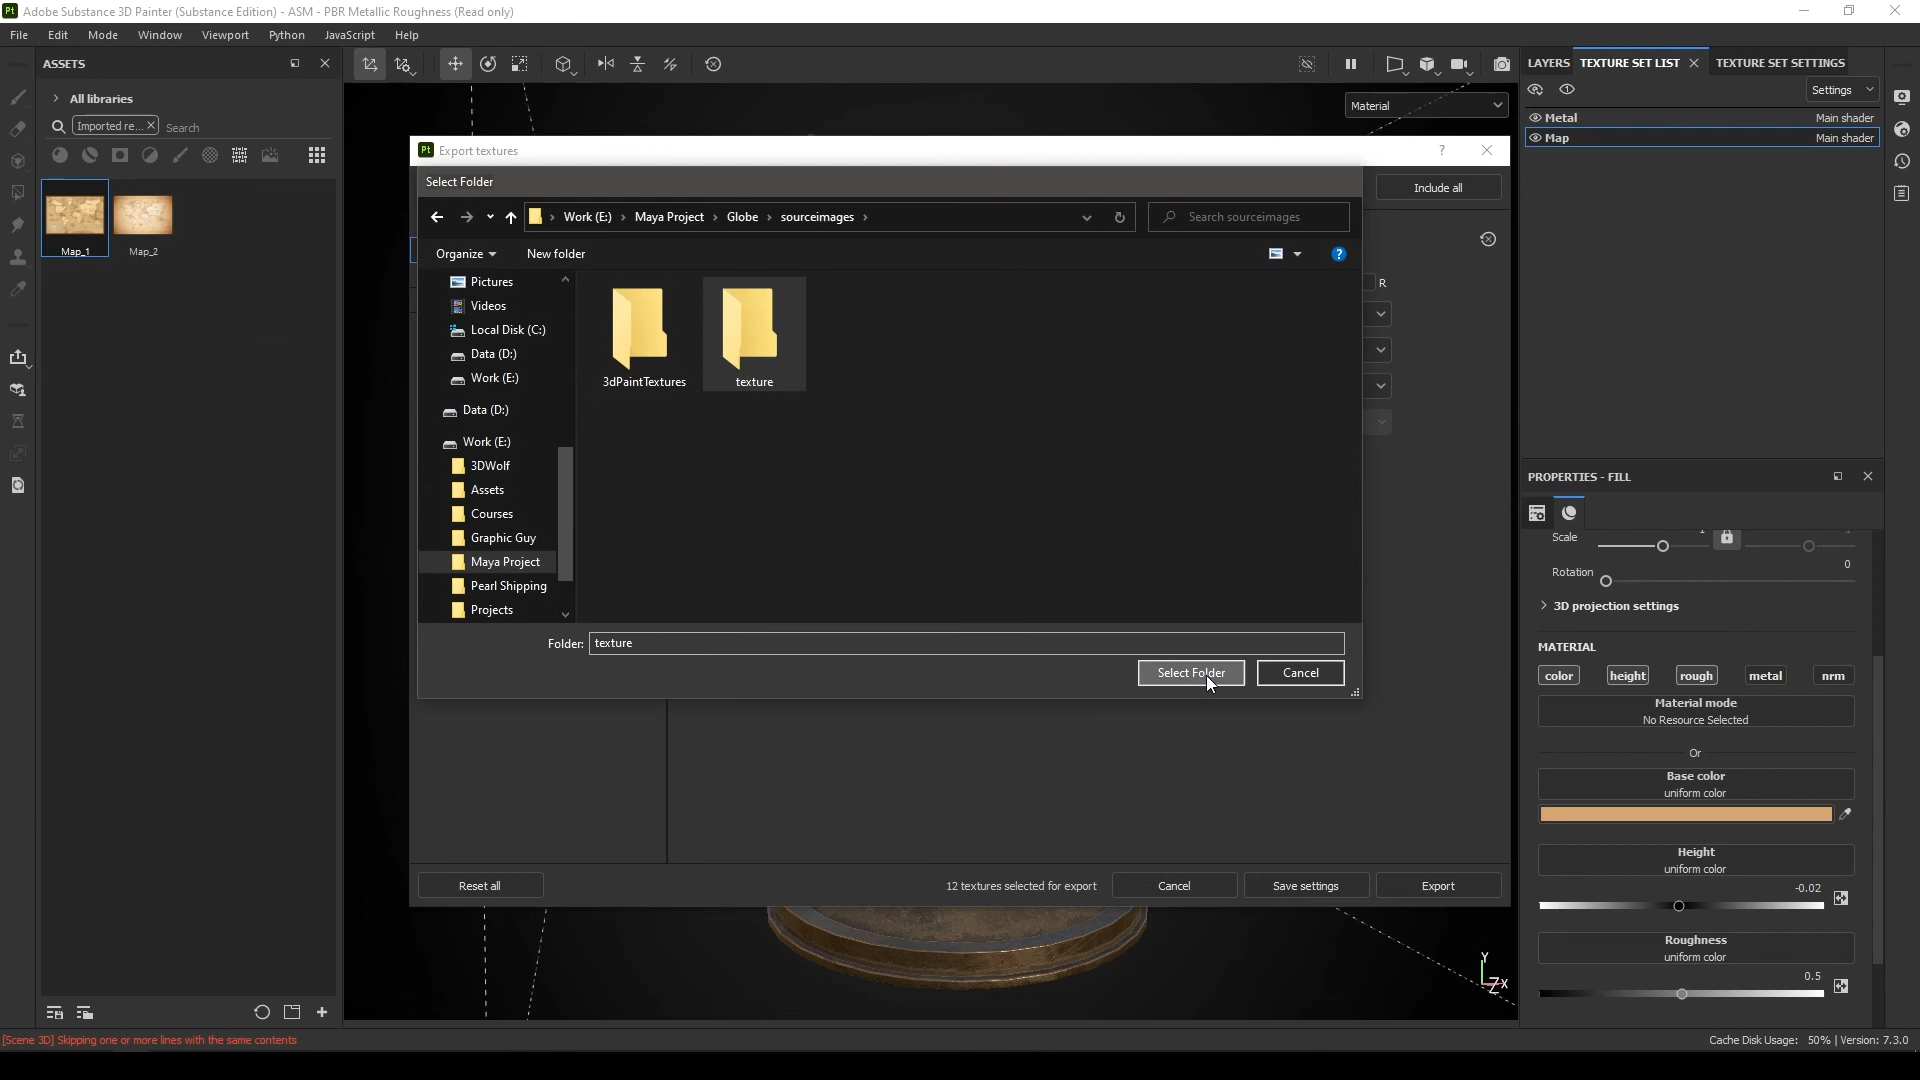 Pt Adobe Substance 3D Painter (Substance Edition) - ASM - PBR Metallic Roughness (Read only)
File Edit Mode Window Viewport Python JavaScript Help
ASSETS
All libraries
Imported re... Search
Map_1 Map_2
Material
LAYERS TEXTURE SET LIST TEXTURE SET SETTINGS
Settings
Metal Main shader
Map Main shader
Pt Export textures ?
Select Folder
Include all
Work (E:) Maya Project Globe sourceimages
Search sourceimages
Organize New folder ?
Pictures
Videos
Local Disk (C:)
Data (D:)
Work (E:)
Data (D:)
Work (E:)
3DWolf
Assets
Courses
Graphic Guy
Maya Project
Pearl Shipping
Projects
3dPaintTextures texture
R
Folder: texture
Select Folder Cancel
Reset all 12 textures selected for export Cancel Save settings Export
Y
Z X
PROPERTIES - FILL
Scale
Rotation 0
3D projection settings
MATERIAL
color height rough metal nrm
Material mode
No Resource Selected
Or
Base color
uniform color
Height
uniform color
-0.02
Roughness
uniform color
0.5
[Scene 3D] Skipping one or more lines with the same contents
Cache Disk Usage: 50% | Version: 7.3.0